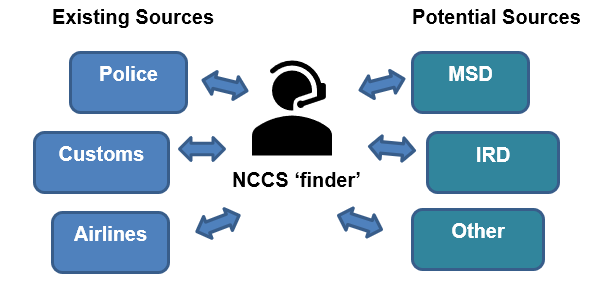 Existing Sources
Potential Sources
Police
MSD
Customs
IRD
NCCS ‘finder’
Airlines
Other